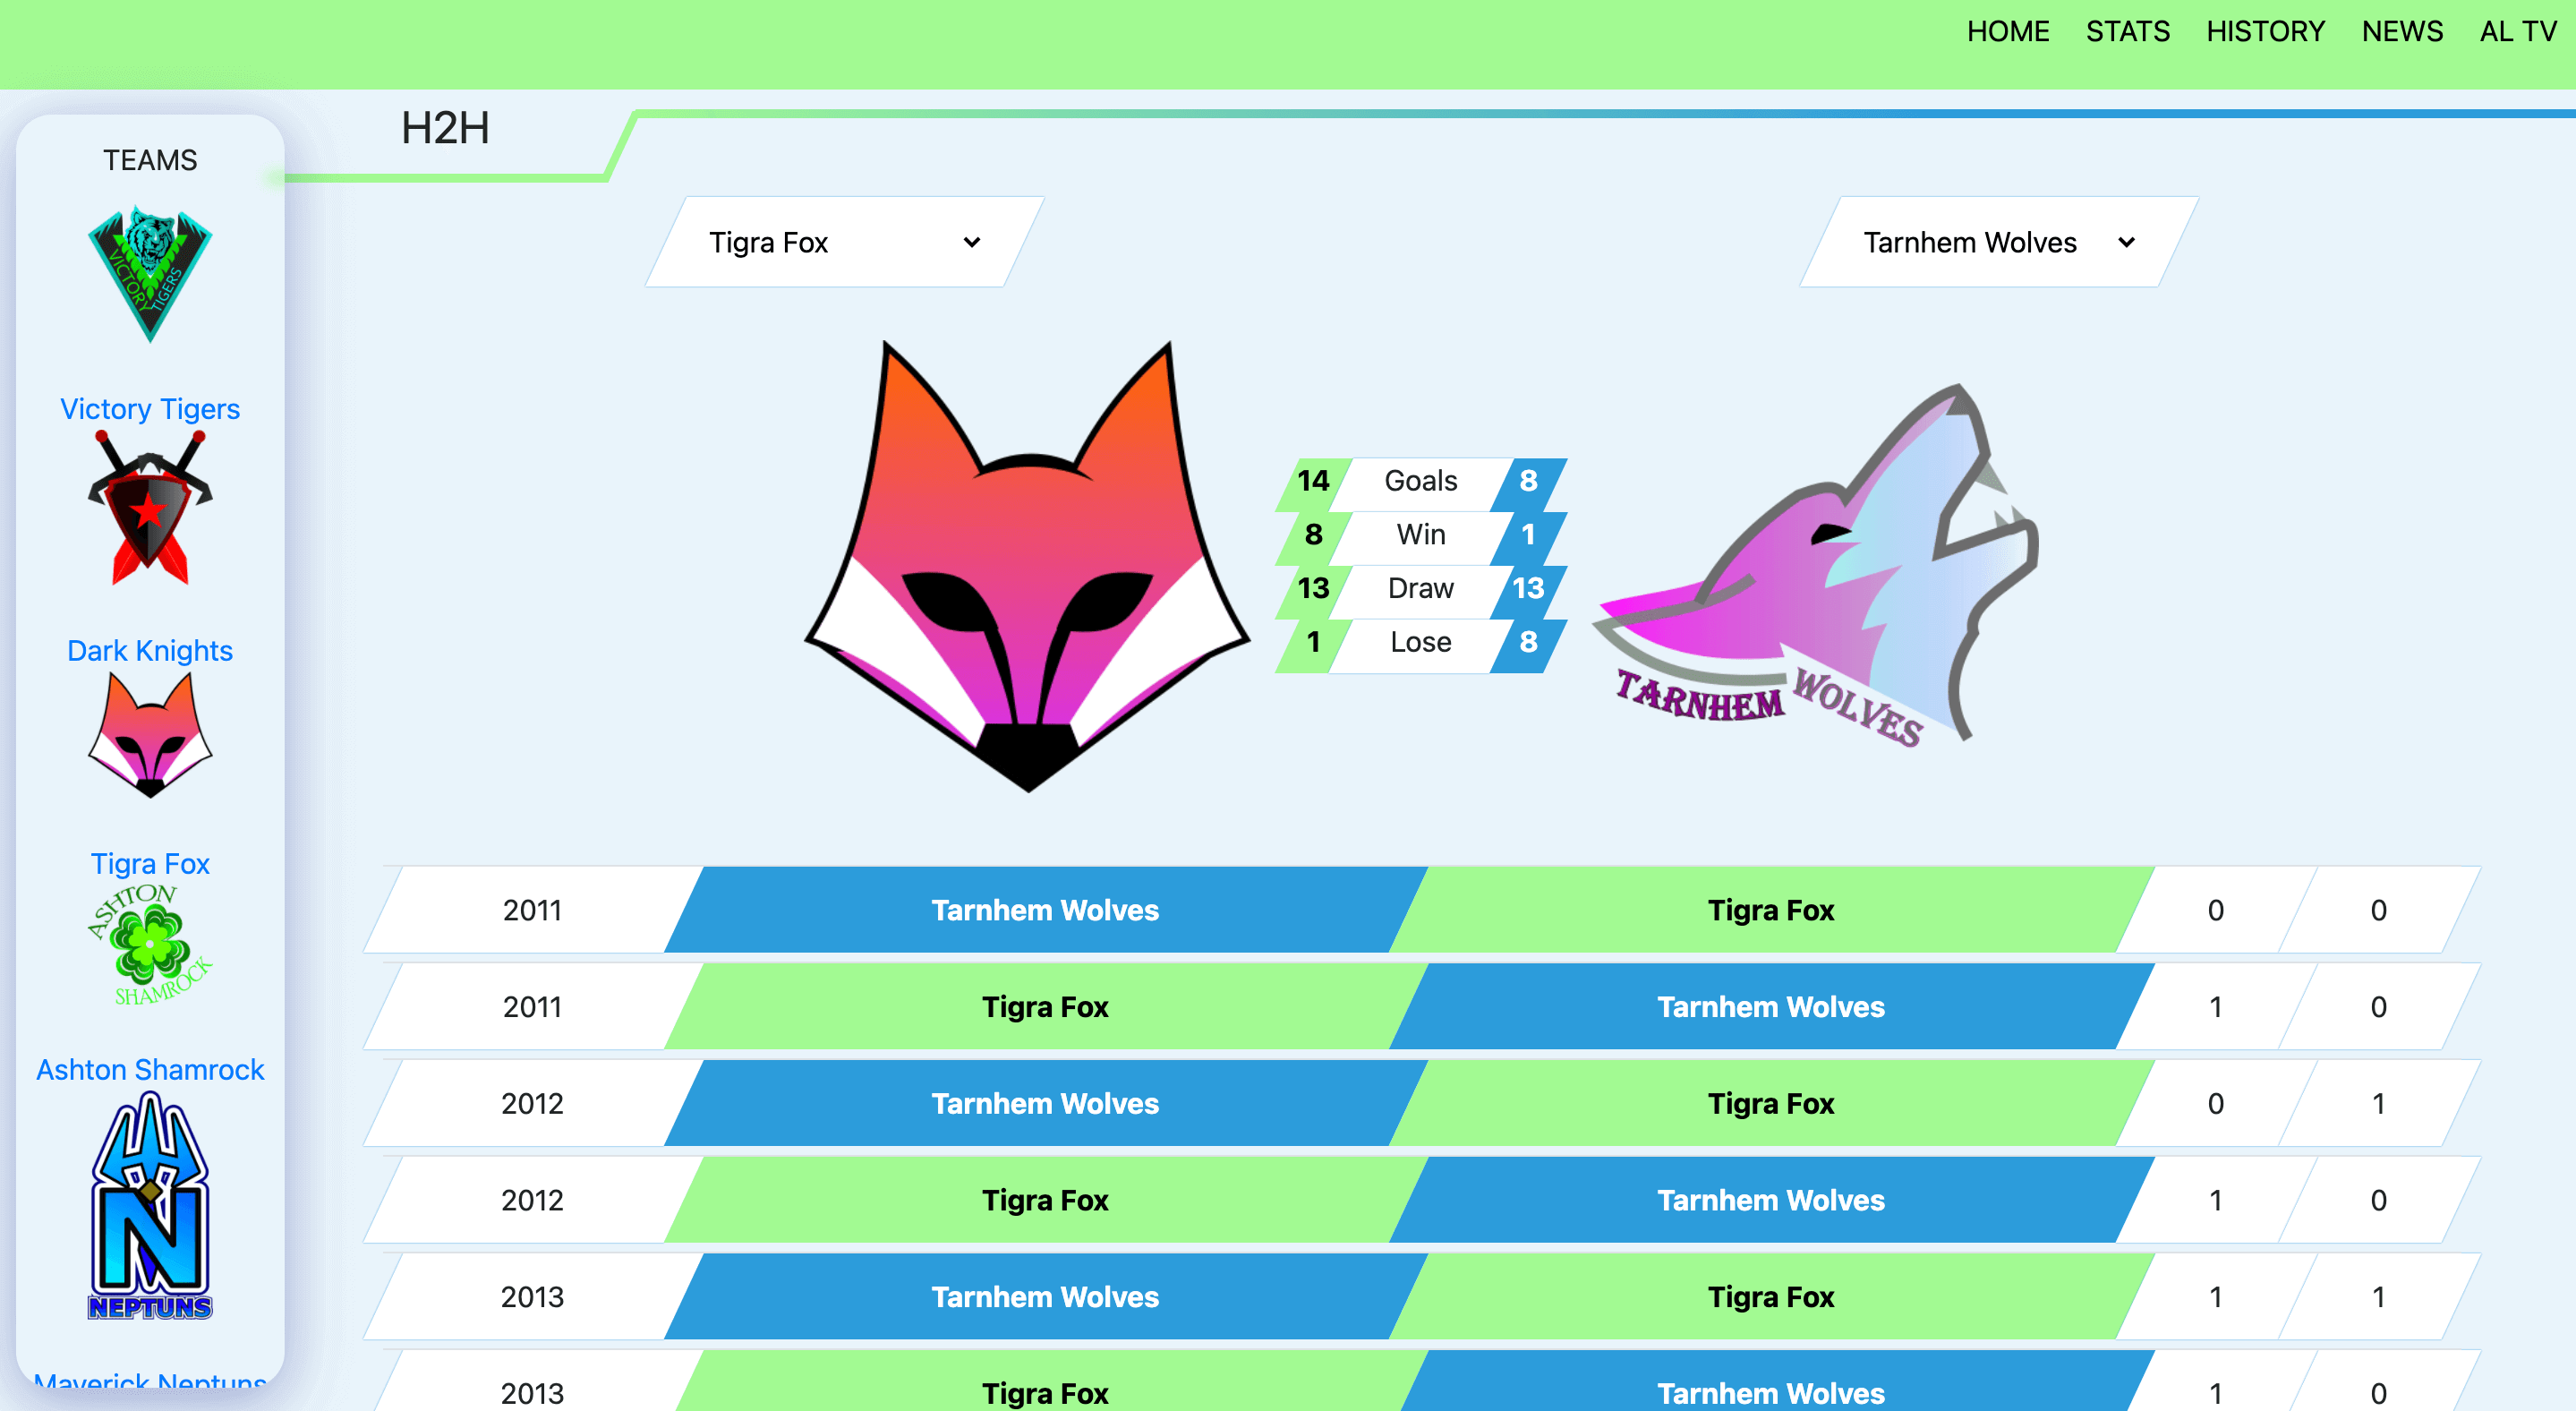 HOME STATS HISTORY NEWS AL TV
H2H
TEAMS
VICTORY TIGERS
Victory Tigers
Dark Knights
Tigra Fox
ASHTON
SHAMROCK
Ashton Shamrock
N
NEPTUNS
Maverick Neptuns
Tigra Fox
Tarnhem Wolves
14 Goals 8
8 Win 1
13 Draw 13
1 Lose 8
TARNHEM WOLVES
2011 Tarnhem Wolves Tigra Fox 0 0
2011 Tigra Fox Tarnhem Wolves 1 0
2012 Tarnhem Wolves Tigra Fox 0 1
2012 Tigra Fox Tarnhem Wolves 1 0
2013 Tarnhem Wolves Tigra Fox 1 1
2013 Tigra Fox Tarnhem Wolves 1 0